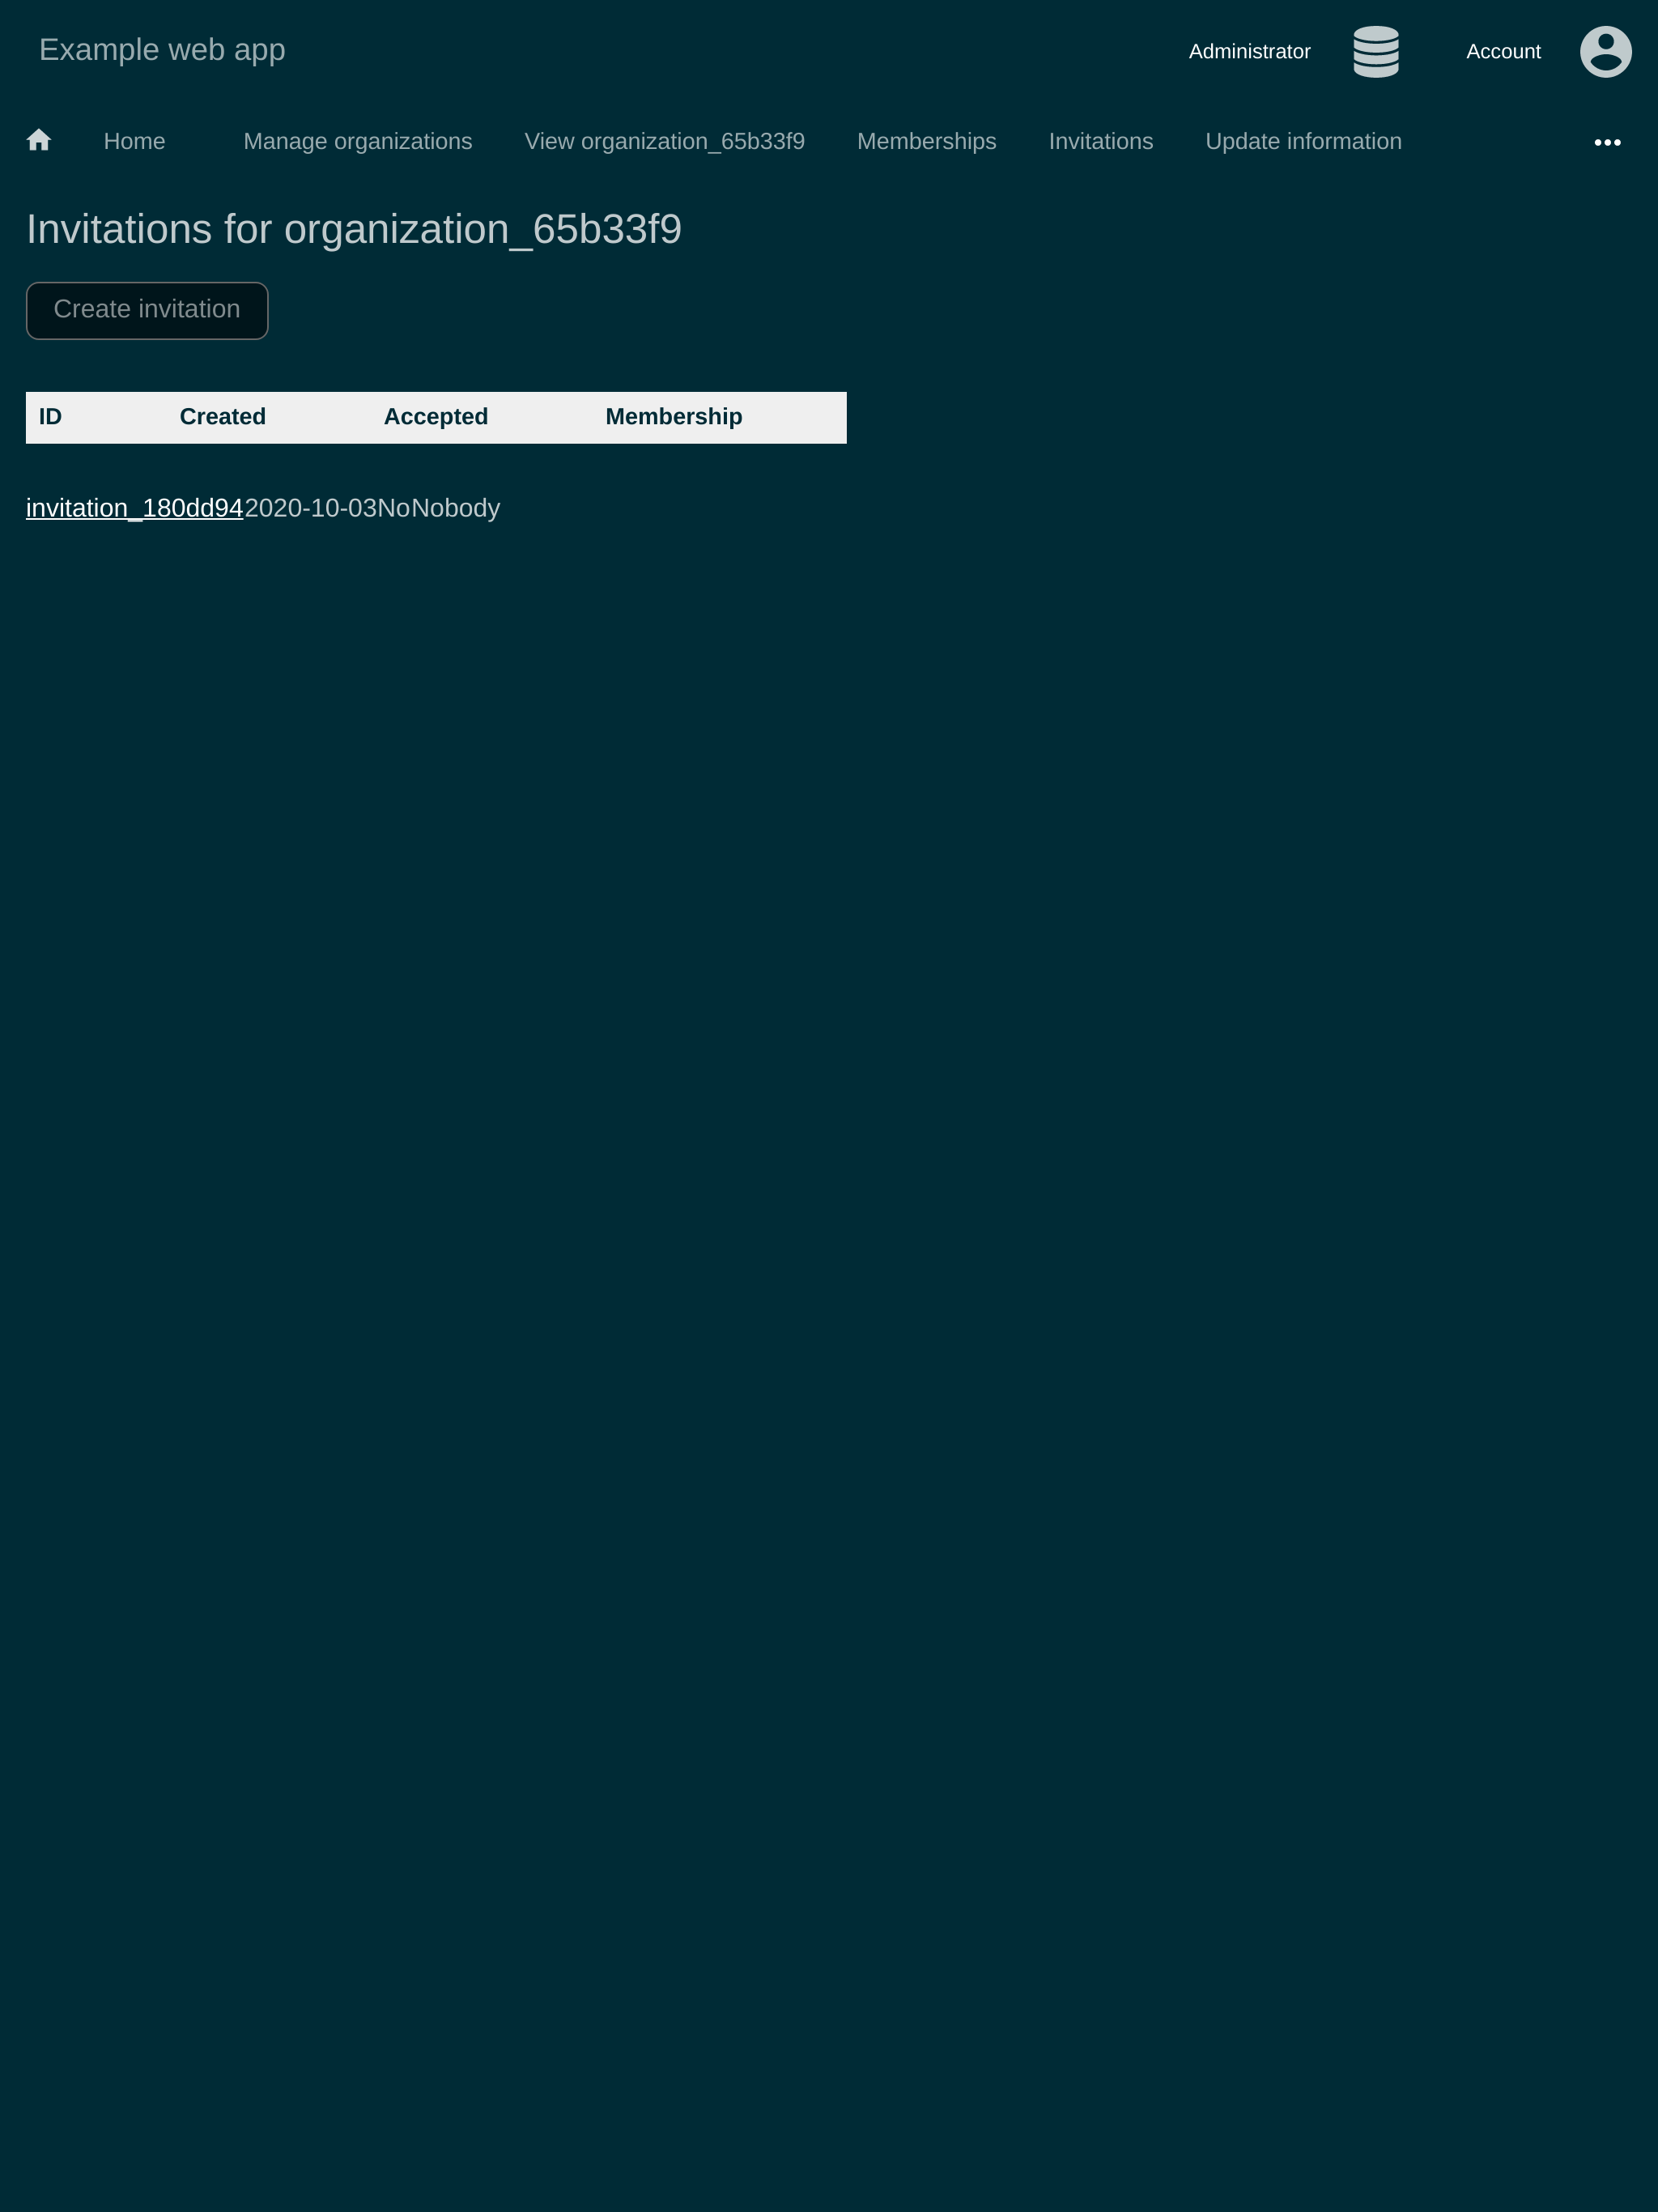 Example web app
Administrator
Account
Home
Manage organizations
View organization_65b33f9
Memberships
Invitations
Update information
Invitations for organization_65b33f9
Create invitation
ID Created Accepted Membership
invitation_180dd942020-10-03NoNobody